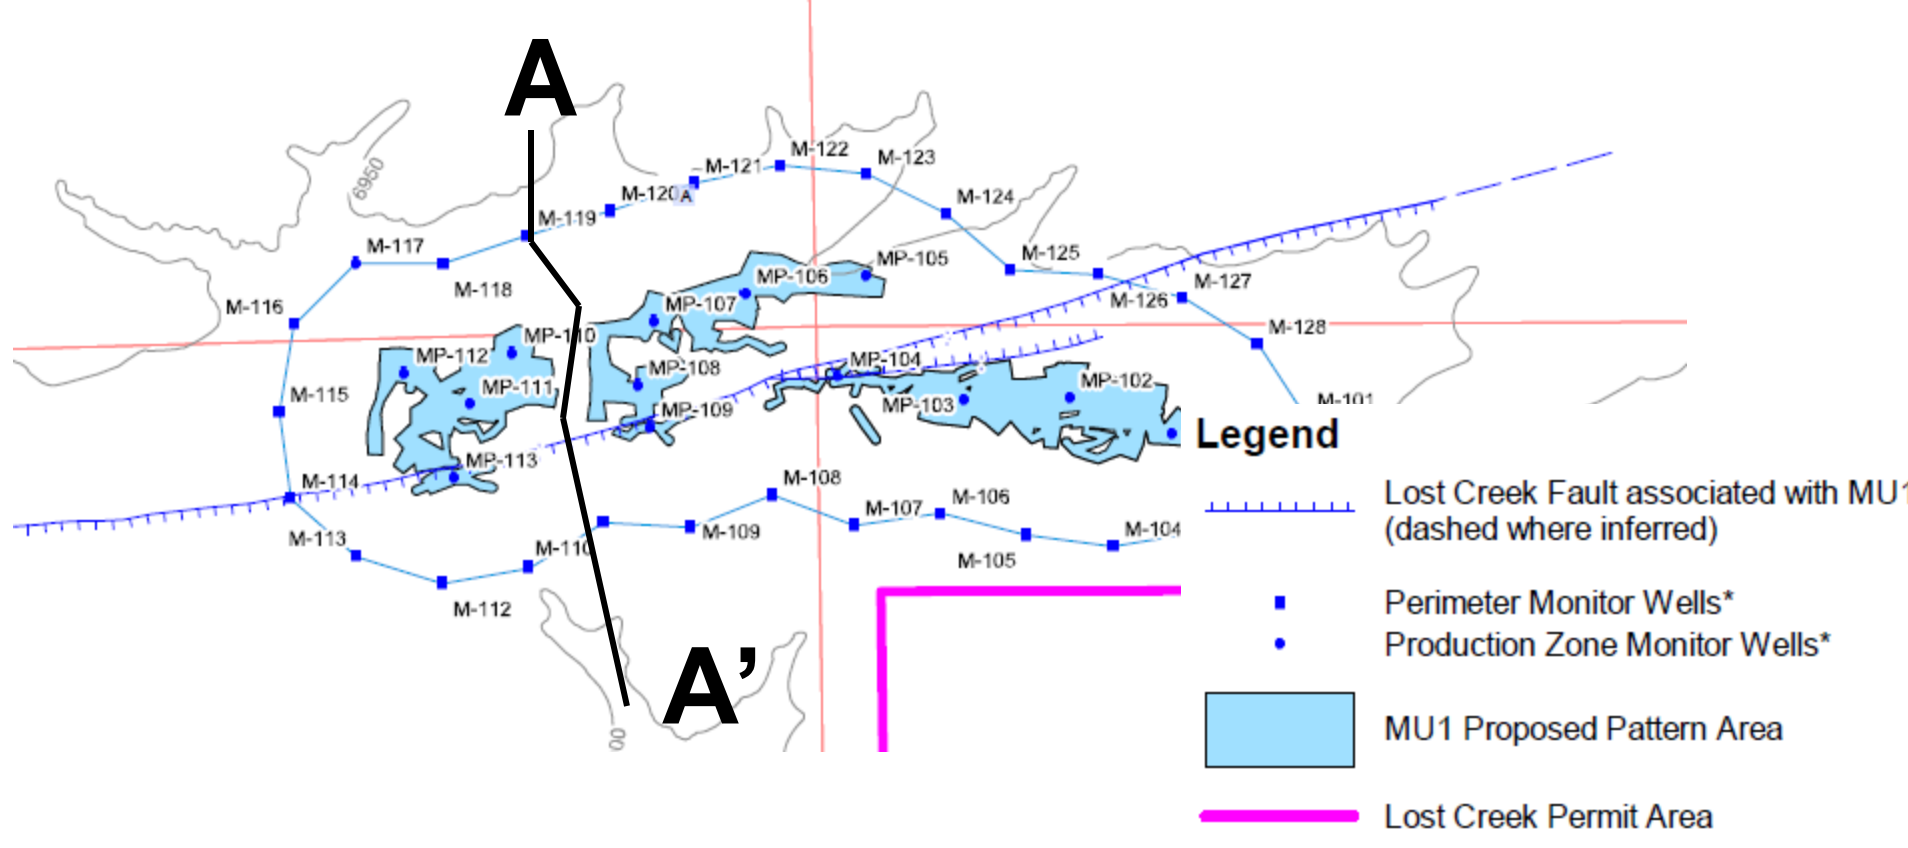 A
6950
M-122
M-123
M-121
M-120
A
M-124
M-119
M-117
M-125
MP-105
M-118
MP-106
M-127
M-126
M-116
MP-107
M-128
MP-110
MP-112
MP-104
MP-108
MP-102
MP-111
M-115
M-101
MP-103
MP-109
Legend
MP-113
M-114
M-108
Lost Creek Fault associated with MU1
(dashed where inferred)
M-106
M-107
M-109
M-104
M-113
M-110
M-105
M-112
Perimeter Monitor Wells*
Production Zone Monitor Wells*
A’
00
MU1 Proposed Pattern Area
Lost Creek Permit Area